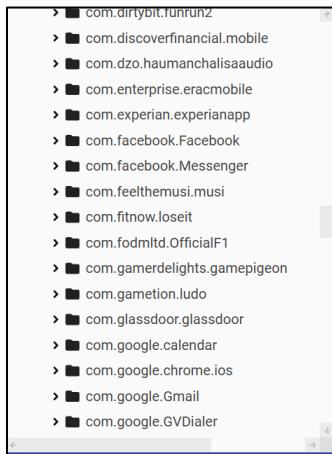 com.dirtybit.funrun2
com.discoverfinancial.mobile
com.dzo.haumanchalisaaudio
com.enterprise.eracmobile
com.experian.experianapp
com.facebook.Facebook
com.facebook.Messenger
com.feelthemusi.musi
com.fitnow.loseit
com.fodmltd.OfficialF1
com.gamerdelights.gamepigeon
com.gametion.ludo
com.glassdoor.glassdoor
com.google.calendar
com.google.chrome.ios
com.google.Gmail
com.google.GVDialer